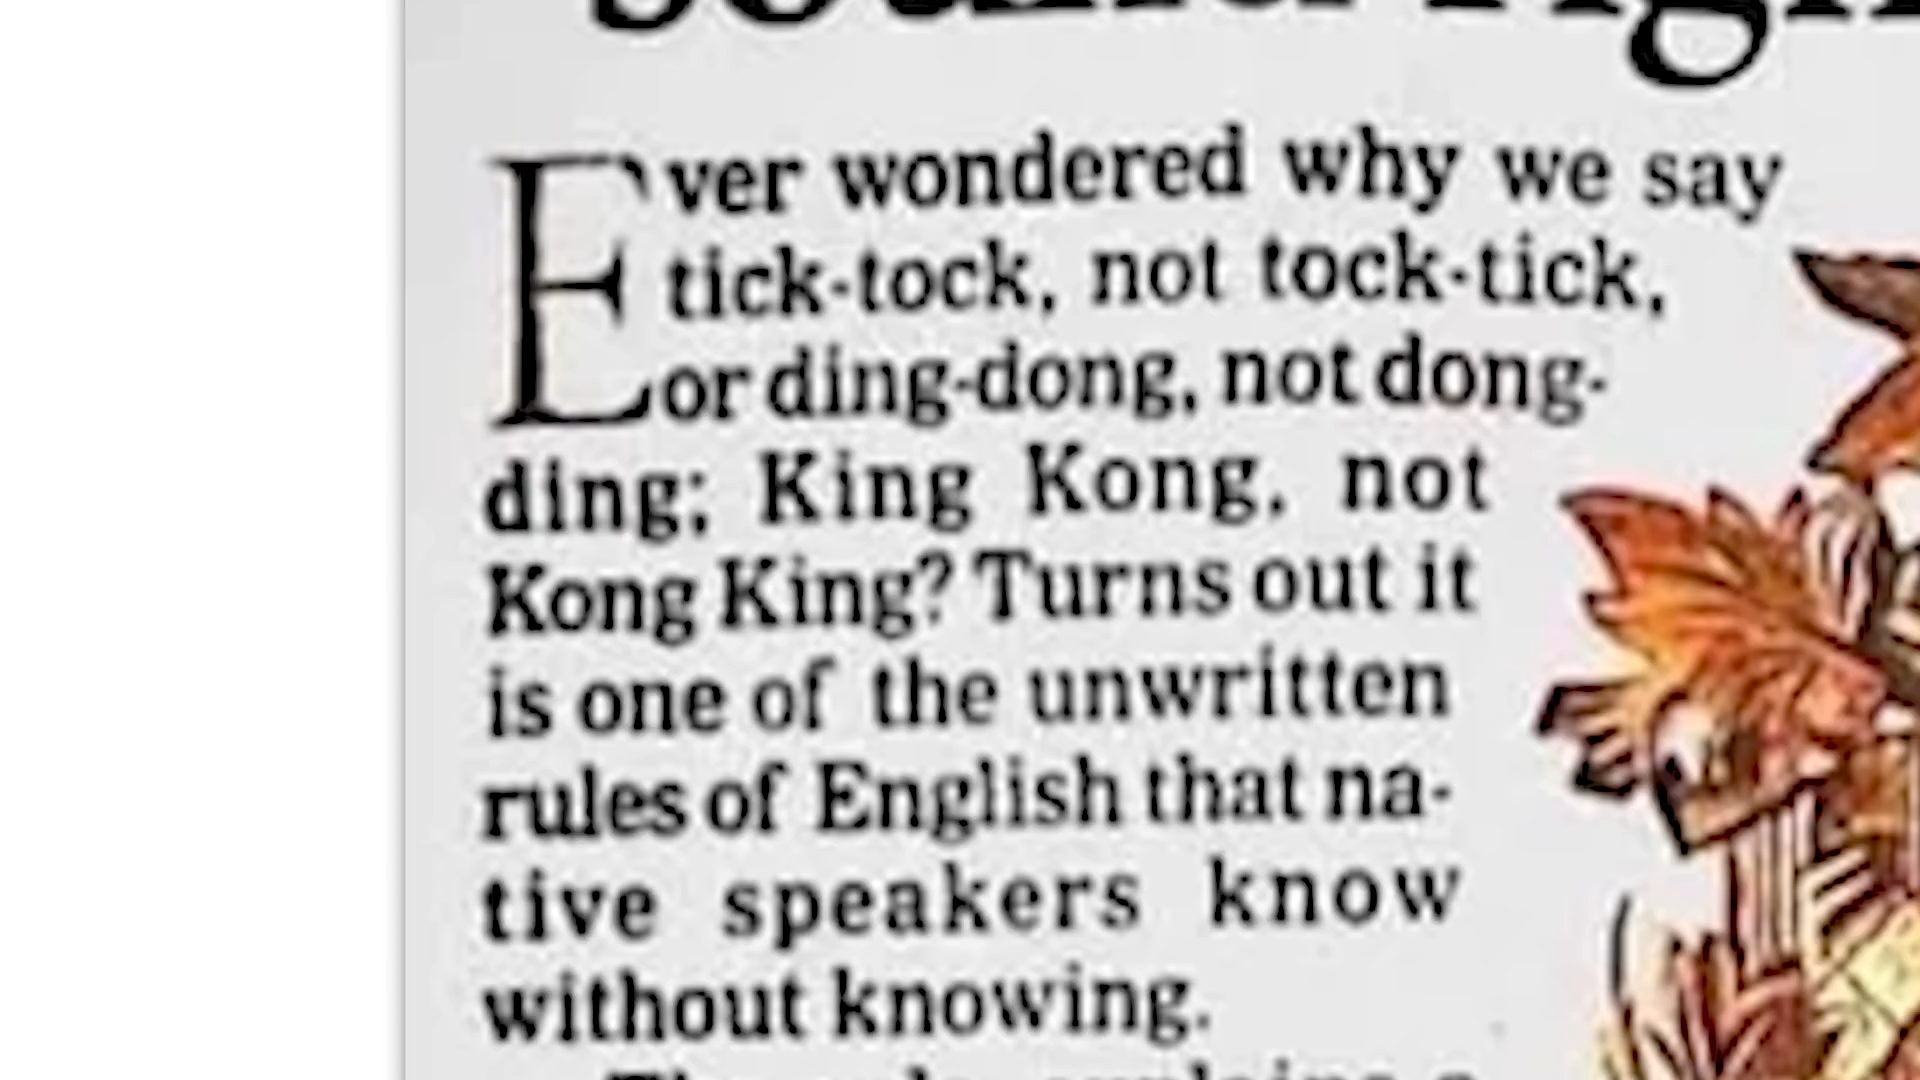 Ever wondered why we say
tick-tock, not tock-tick,
or ding-dong, not dong-
ding; King Kong, not
Kong King? Turns out it
is one of the unwritten
rules of English that na-
tive speakers know
without knowing.